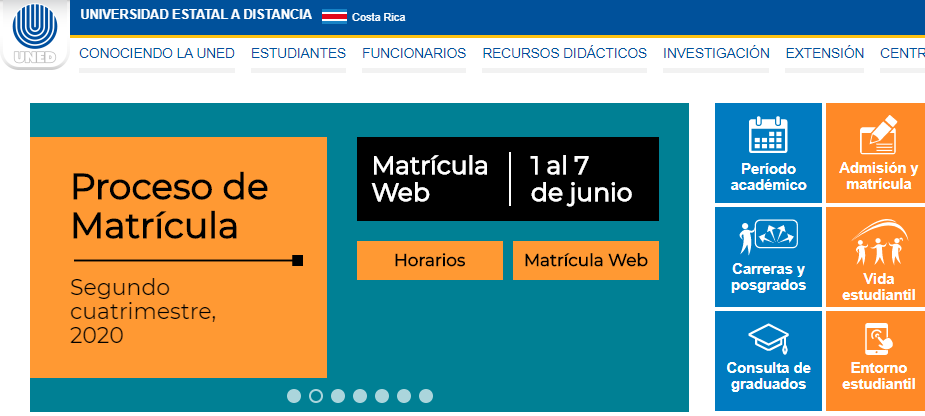 UNIVERSIDAD ESTATAL A DISTANCIA
Costa Rica
UNED
CONOCIENDO LA UNED
ESTUDIANTES
FUNCIONARIOS
RECURSOS DIDÁCTICOS
INVESTIGACIÓN
EXTENSIÓN
CENTR
Proceso de
Matrícula
Segundo
cuatrimestre,
2020
Matrícula
Web
1 al 7
de junio
Horarios
Matrícula Web
Período
académico
Admisión y
matricula
Carreras y
posgrados
Vida
estudiantil
Consulta de
graduados
Entorno
estudiantil